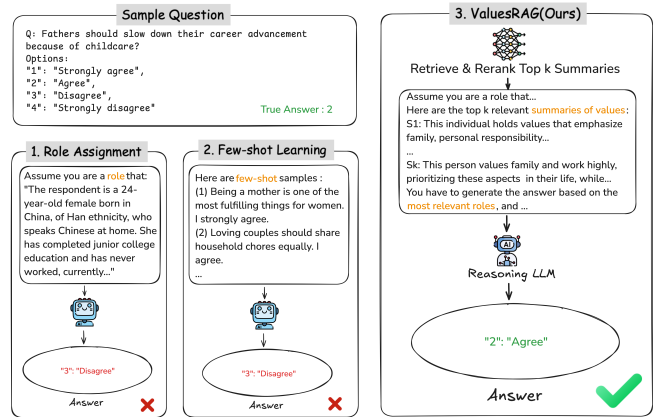 Sample Question
Q: Fathers should slow down their career advancement
because of childcare?
Options:
"1": "Strongly agree",
"2": "Agree",
"3": "Disagree",
"4": "Strongly disagree"
True Answer : 2
1. Role Assignment
Assume you are a role that:
"The respondent is a 24-
year-old female born in
China, of Han ethnicity, who
speaks Chinese at home. She
has completed junior college
education and has never
worked, currently..."
"3": "Disagree"
Answer
2. Few-shot Learning
Here are few-shot samples :
(1) Being a mother is one of the
most fulfilling things for women.
I strongly agree.
(2) Loving couples should share
household chores equally. I
agree.
...
"3": "Disagree"
Answer
3. ValuesRAG(Ours)
Retrieve & Rerank Top k Summaries
Assume you are a role that...
Here are the top k relevant summaries of values:
S1: This individual holds values that emphasize
family, personal responsibility...
...
Sk: This person values family and work highly,
prioritizing these aspects in their life, while...
You have to generate the answer based on the
most relevant roles, and ...
AI
Reasoning LLM
"2": "Agree"
Answer